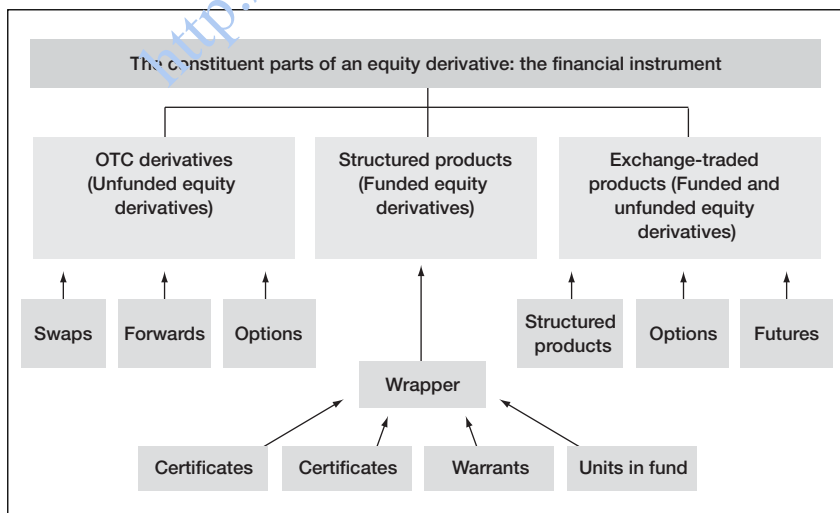 http.
The constituent parts of an equity derivative: the financial instrument
OTC derivatives
(Unfunded equity
derivatives)
Structured products
(Funded equity
derivatives)
Exchange-traded
products (Funded and
unfunded equity
derivatives)
Swaps
Forwards
Options
Structured
products
Options
Futures
Wrapper
Certificates
Certificates
Warrants
Units in fund